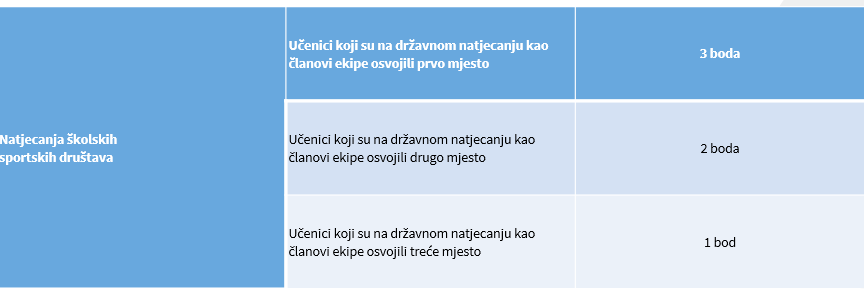 Natjecanja školskih
sportskih društava
Učenici koji su na državnom natjecanju kao
članovi ekipe osvojili prvo mjesto
3 boda
Učenici koji su na državnom natjecanju kao
članovi ekipe osvojili drugo mjesto
2 boda
Učenici koji su na državnom natjecanju kao
članovi ekipe osvojili treće mjesto
1 bod